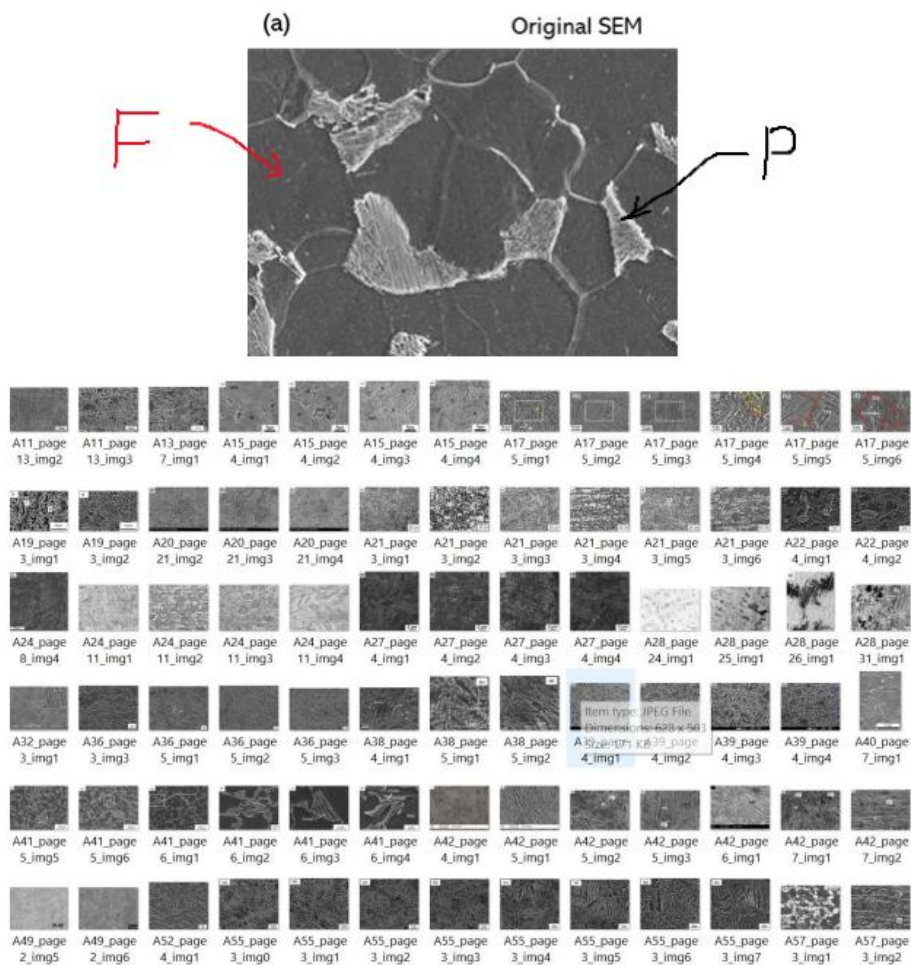 (a) Original SEM
F
P
A11_page A11_page A13_page A15_page A15_page A15_page A15_page A17_page A17_page A17_page A17_page A17_page A17_page
13_img2 13_img3 7_img1 4_img1 4_img2 4_img3 4_img4 5_img1 5_img2 5_img3 5_img4 5_img5 5_img6
A19_page A19_page A20_page A20_page A20_page A21_page A21_page A21_page A21_page A21_page A21_page A22_page A22_page
3_img1 3_img2 21_img2 21_img3 21_img4 3_img1 3_img2 3_img3 3_img4 3_img5 3_img6 4_img1 4_img2
A24_page A24_page A24_page A24_page A24_page A27_page A27_page A27_page A27_page A28_page A28_page A28_page A28_page
8_img4 11_img1 11_img2 11_img3 11_img4 4_img1 4_img2 4_img3 4_img4 24_img1 25_img1 26_img1 31_img1
Item type: JPEG File
Dimensions: 628 x 503
A32_page A36_page A36_page A36_page A36_page A38_page A38_page A38_page A39_page A39_page A39_page A40_page
3_img1 3_img3 5_img1 5_img2 5_img3 4_img1 5_img1 5_img2 4_img1 4_img2 4_img3 4_img4 7_img1
A41_page A41_page A41_page A41_page A41_page A41_page A42_page A42_page A42_page A42_page A42_page A42_page A42_page
5_img5 5_img6 6_img1 6_img2 6_img3 6_img4 4_img1 5_img1 5_img2 5_img3 6_img1 7_img1 7_img2
A49_page A49_page A52_page A55_page A55_page A55_page A55_page A55_page A55_page A55_page A55_page A57_page A57_page
2_img5 2_img6 4_img1 3_img0 3_img1 3_img2 3_img3 3_img4 3_img5 3_img6 3_img7 3_img1 3_img2